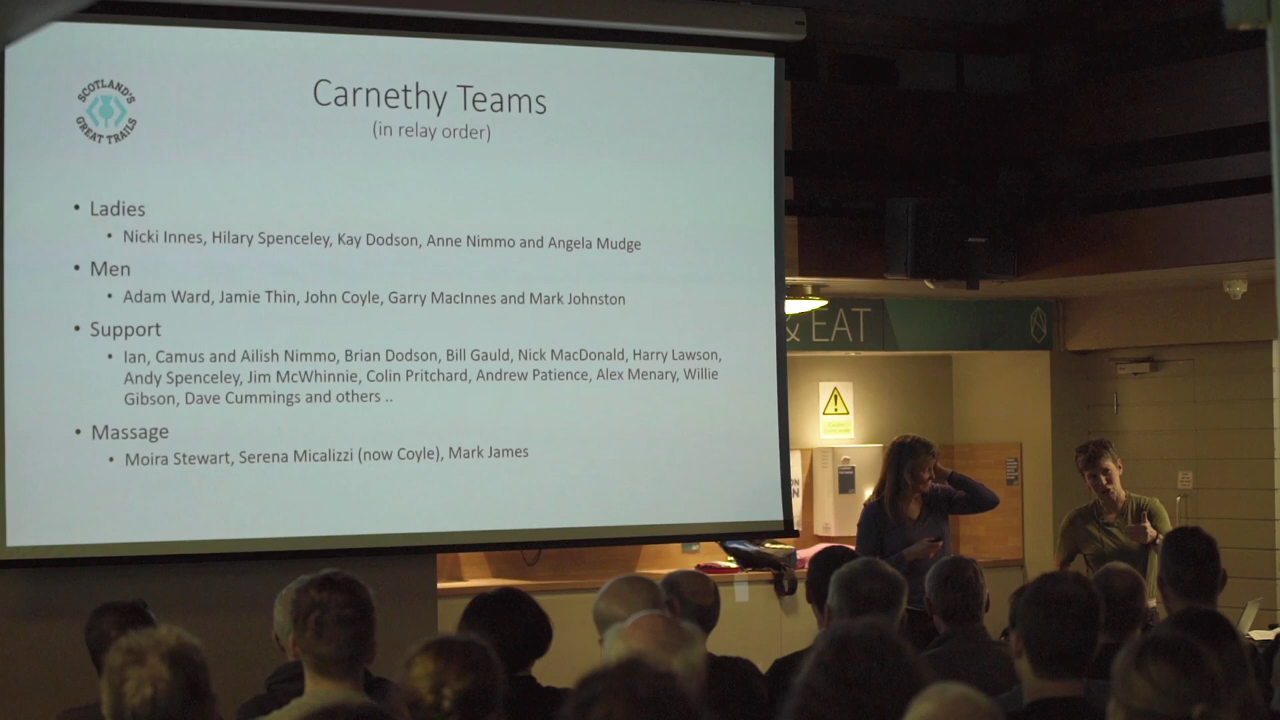 SCOTLAND'S
GREAT TRAILS
Carnethy Teams
(in relay order)
• Ladies
• Nicki Innes, Hilary Spenceley, Kay Dodson, Anne Nimmo and Angela Mudge
• Men
• Adam Ward, Jamie Thin, John Coyle, Garry MacInnes and Mark Johnston
• Support
• Ian, Camus and Ailish Nimmo, Brian Dodson, Bill Gauld, Nick MacDonald, Harry Lawson,
Andy Spenceley, Jim McWhinnie, Colin Pritchard, Andrew Patience, Alex Menary, Willie
Gibson, Dave Cummings and others ..
• Massage
• Moira Stewart, Serena Micalizzi (now Coyle), Mark James
& EAT